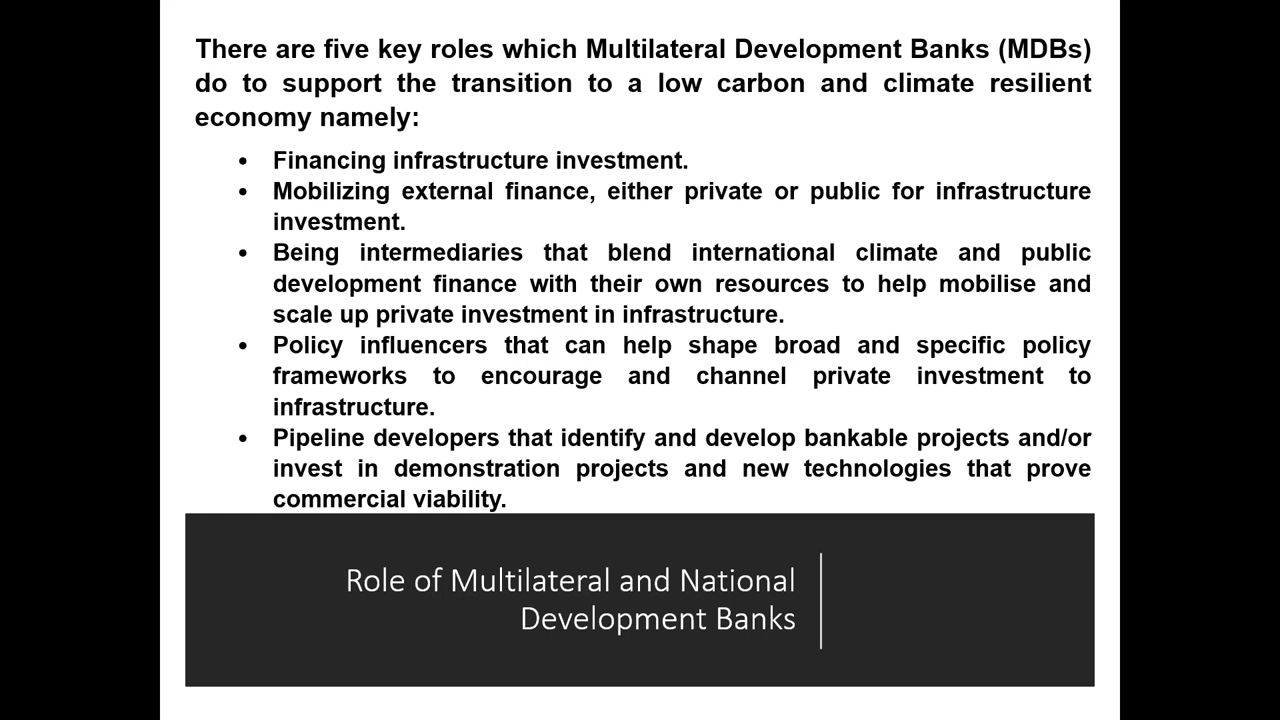 There are five key roles which Multilateral Development Banks (MDBs)
do to support the transition to a low carbon and climate resilient
economy namely:
• Financing infrastructure investment.
• Mobilizing external finance, either private or public for infrastructure
investment.
• Being intermediaries that blend international climate and public
development finance with their own resources to help mobilise and
scale up private investment in infrastructure.
• Policy influencers that can help shape broad and specific policy
frameworks to encourage and channel private investment to
infrastructure.
• Pipeline developers that identify and develop bankable projects and/or
invest in demonstration projects and new technologies that prove
commercial viability.
Role of Multilateral and National
Development Banks